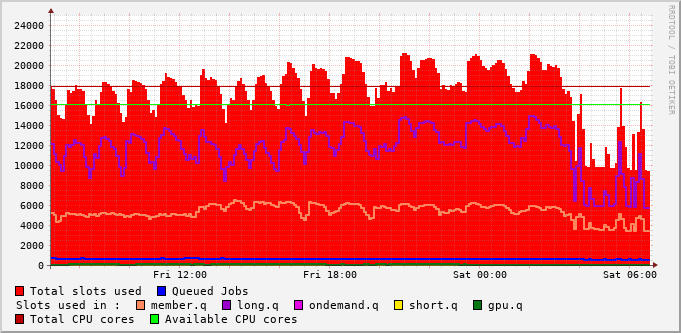 RRDTOOL / TOBI OETIKER
24000
22000
20000
18000
16000
14000
12000
10000
8000
6000
4000
2000
0
Fri 12:00 Fri 18:00 Sat 00:00 Sat 06:00
Total slots used Queued Jobs
Slots used in : member.q long.q ondemand.q short.q gpu.q
Total CPU cores Available CPU cores